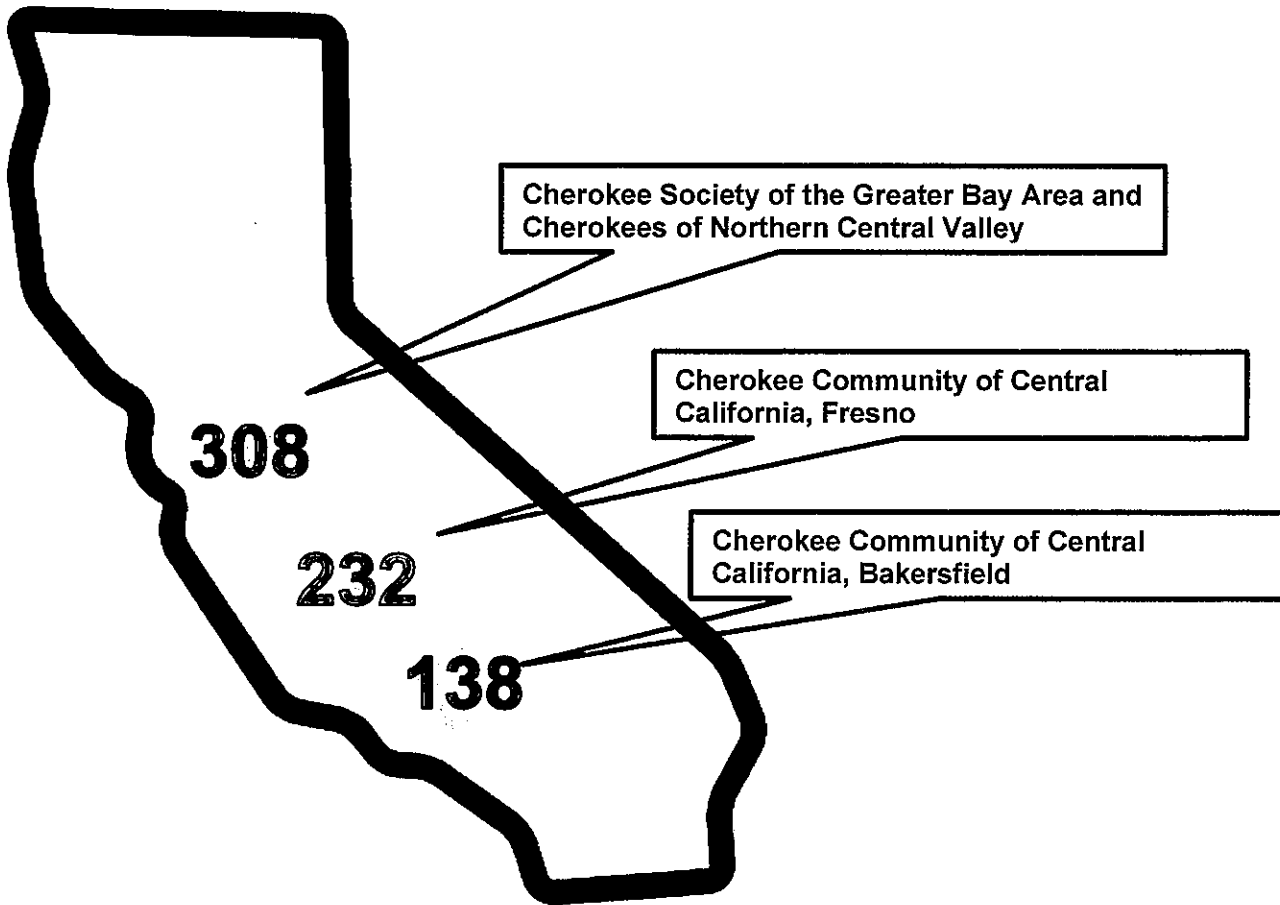 Cherokee Society of the Greater Bay Area and
Cherokees of Northern Central Valley
Cherokee Community of Central
California, Fresno
308
Cherokee Community of Central
California, Bakersfield
232
138